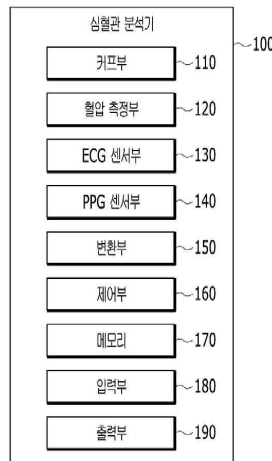 심혈관 분석기
100
커프부 110
혈압 측정부 120
ECG 센서부 130
PPG 센서부 140
변환부 150
제어부 160
메모리 170
입력부 180
출력부 190